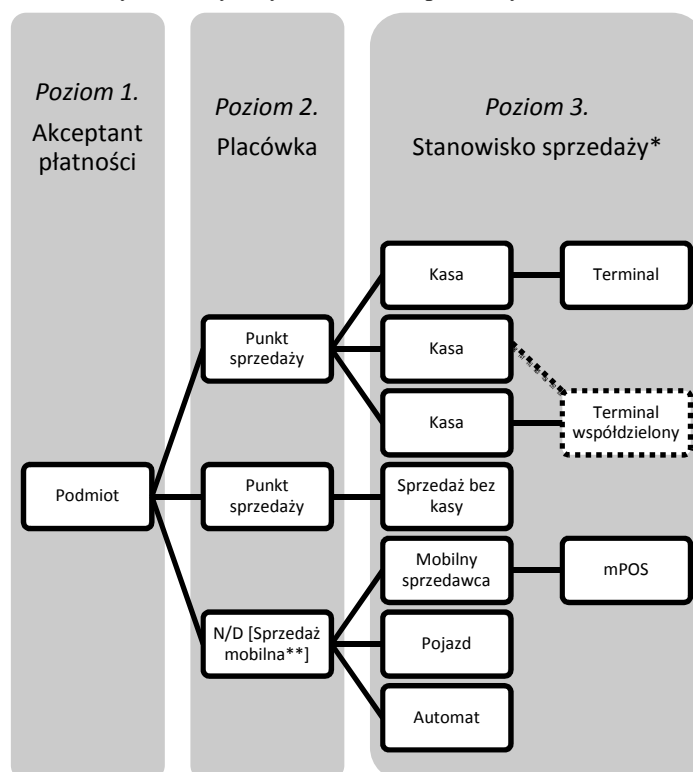 Poziom 1.
Akceptant
płatności
Poziom 2.
Placówka
Poziom 3.
Stanowisko sprzedaży*
Kasa
Terminal
Punkt
sprzedaży
Kasa
Kasa
Terminal
współdzielony
Podmiot
Punkt
sprzedaży
Sprzedaż bez
kasy
Mobilny
sprzedawca
mPOS
N/D [Sprzedaż
mobilna**]
Pojazd
Automat